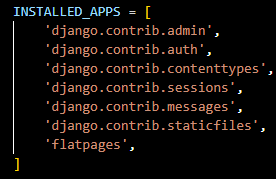 INSTALLED_APPS = [
    'django.contrib.admin',
    'django.contrib.auth',
    'django.contrib.contenttypes',
    'django.contrib.sessions',
    'django.contrib.messages',
    'django.contrib.staticfiles',
    'flatpages',
]